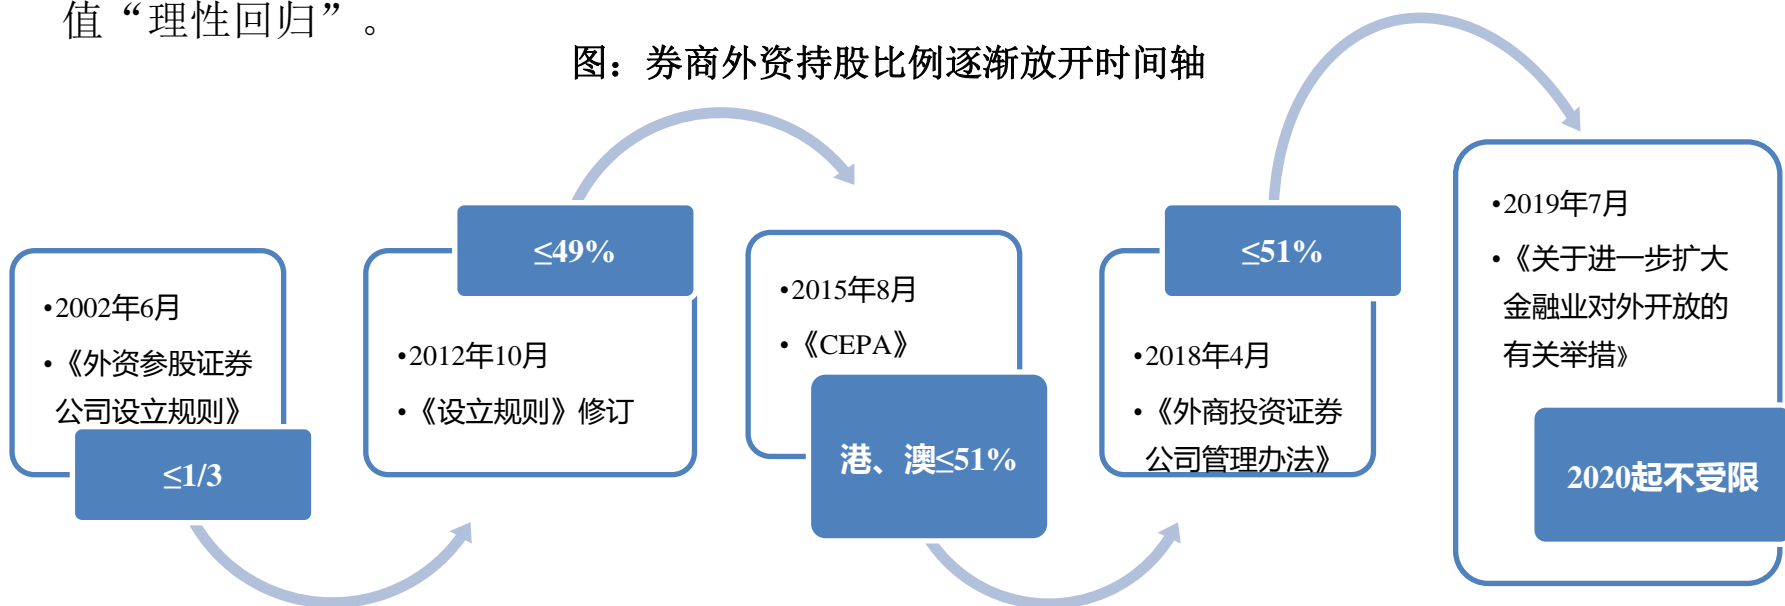 值“理性回归”。
图：券商外资持股比例逐渐放开时间轴
•2002年6月
•《外资参股证券
公司设立规则》
≤1/3
≤49%
•2012年10月
•《设立规则》修订
•2015年8月
•《CEPA》
港、澳≤51%
≤51%
•2018年4月
•《外商投资证券
公司管理办法》
•2019年7月
•《关于进一步扩大
金融业对外开放的
有关举措》
2020起不受限